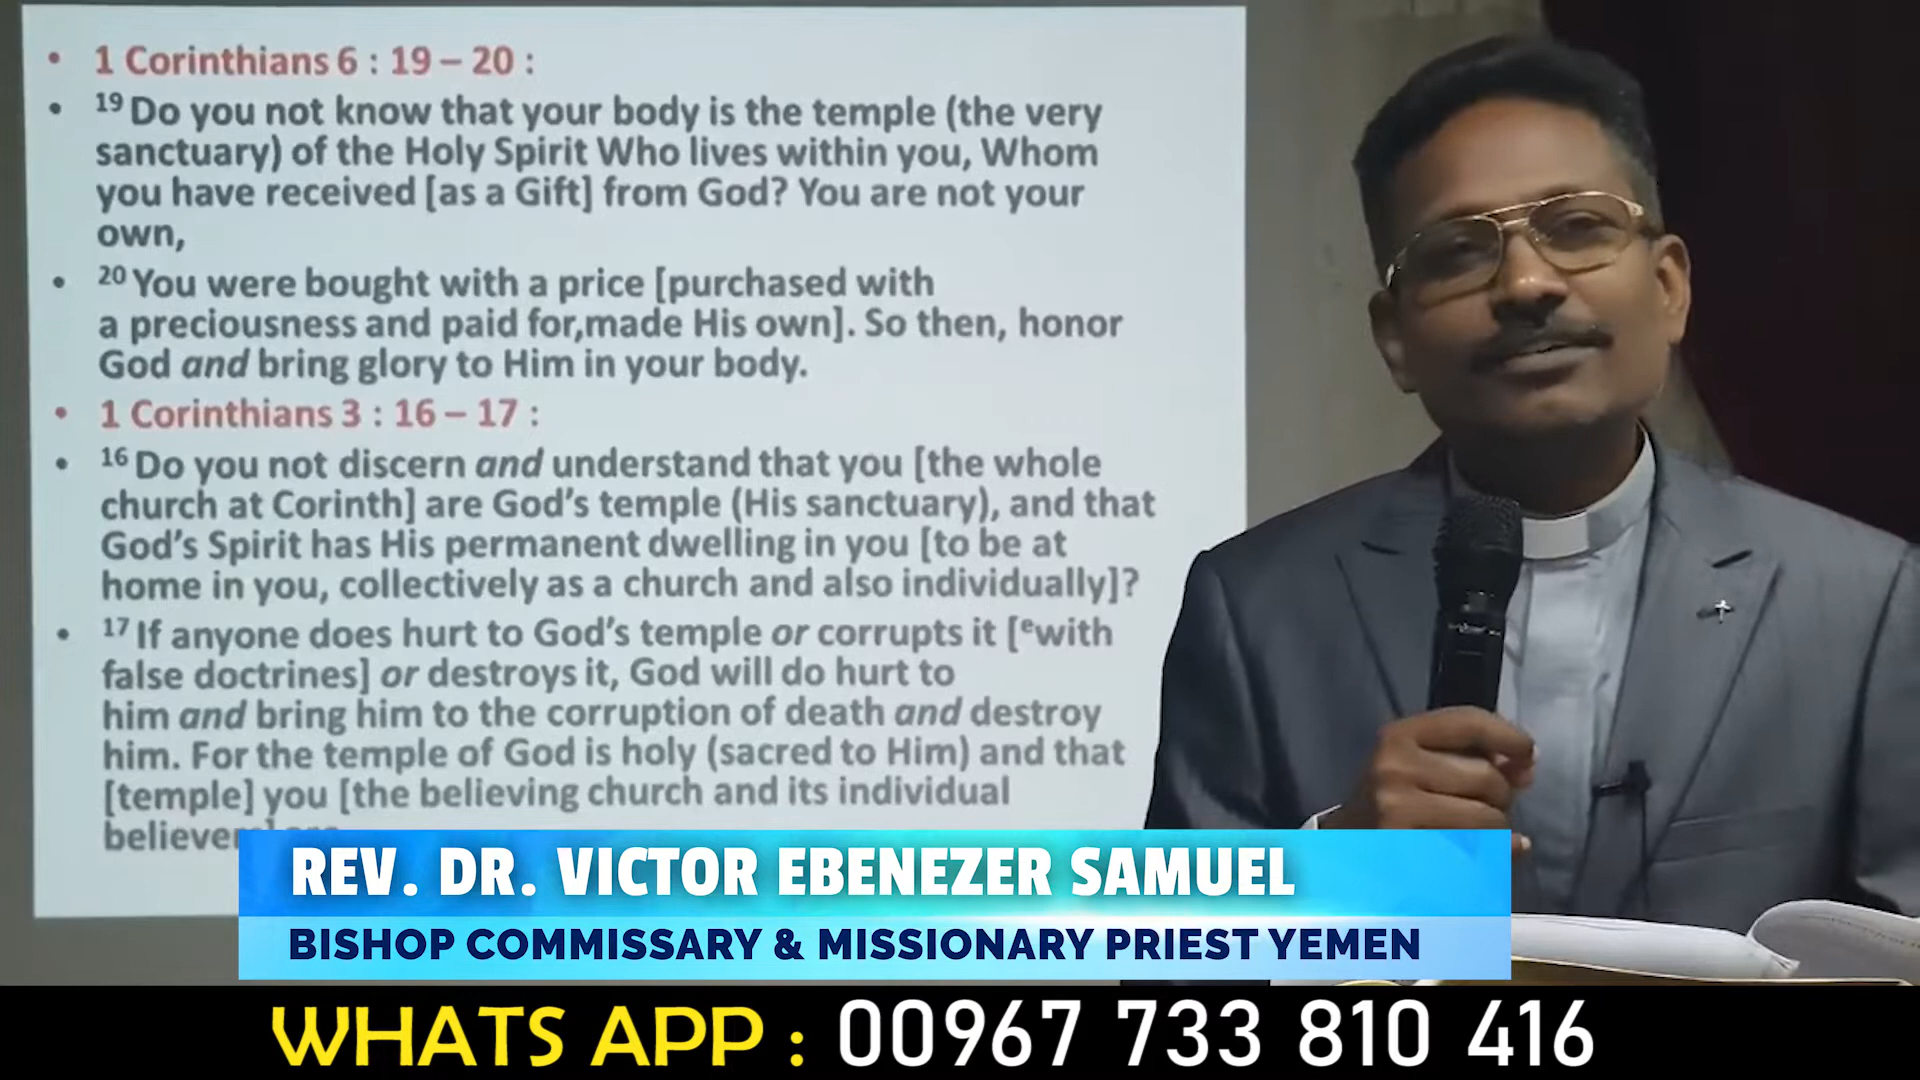 • 1 Corinthians 6 : 19 – 20 :
• 19 Do you not know that your body is the temple (the very
sanctuary) of the Holy Spirit Who lives within you, Whom
you have received [as a Gift] from God? You are not your
own,
• 20 You were bought with a price [purchased with
a preciousness and paid for,made His own]. So then, honor
God and bring glory to Him in your body.
• 1 Corinthians 3 : 16 – 17 :
• 16 Do you not discern and understand that you [the whole
church at Corinth] are God’s temple (His sanctuary), and that
God’s Spirit has His permanent dwelling in you [to be at
home in you, collectively as a church and also individually]?
• 17 If anyone does hurt to God’s temple or corrupts it [ewith
false doctrines] or destroys it, God will do hurt to
him and bring him to the corruption of death and destroy
him. For the temple of God is holy (sacred to Him) and that
[temple] you [the believing church and its individual
REV. DR. VICTOR EBENEZER SAMUEL
BISHOP COMMISSARY & MISSIONARY PRIEST YEMEN
WHATS APP : 00967 733 810 416